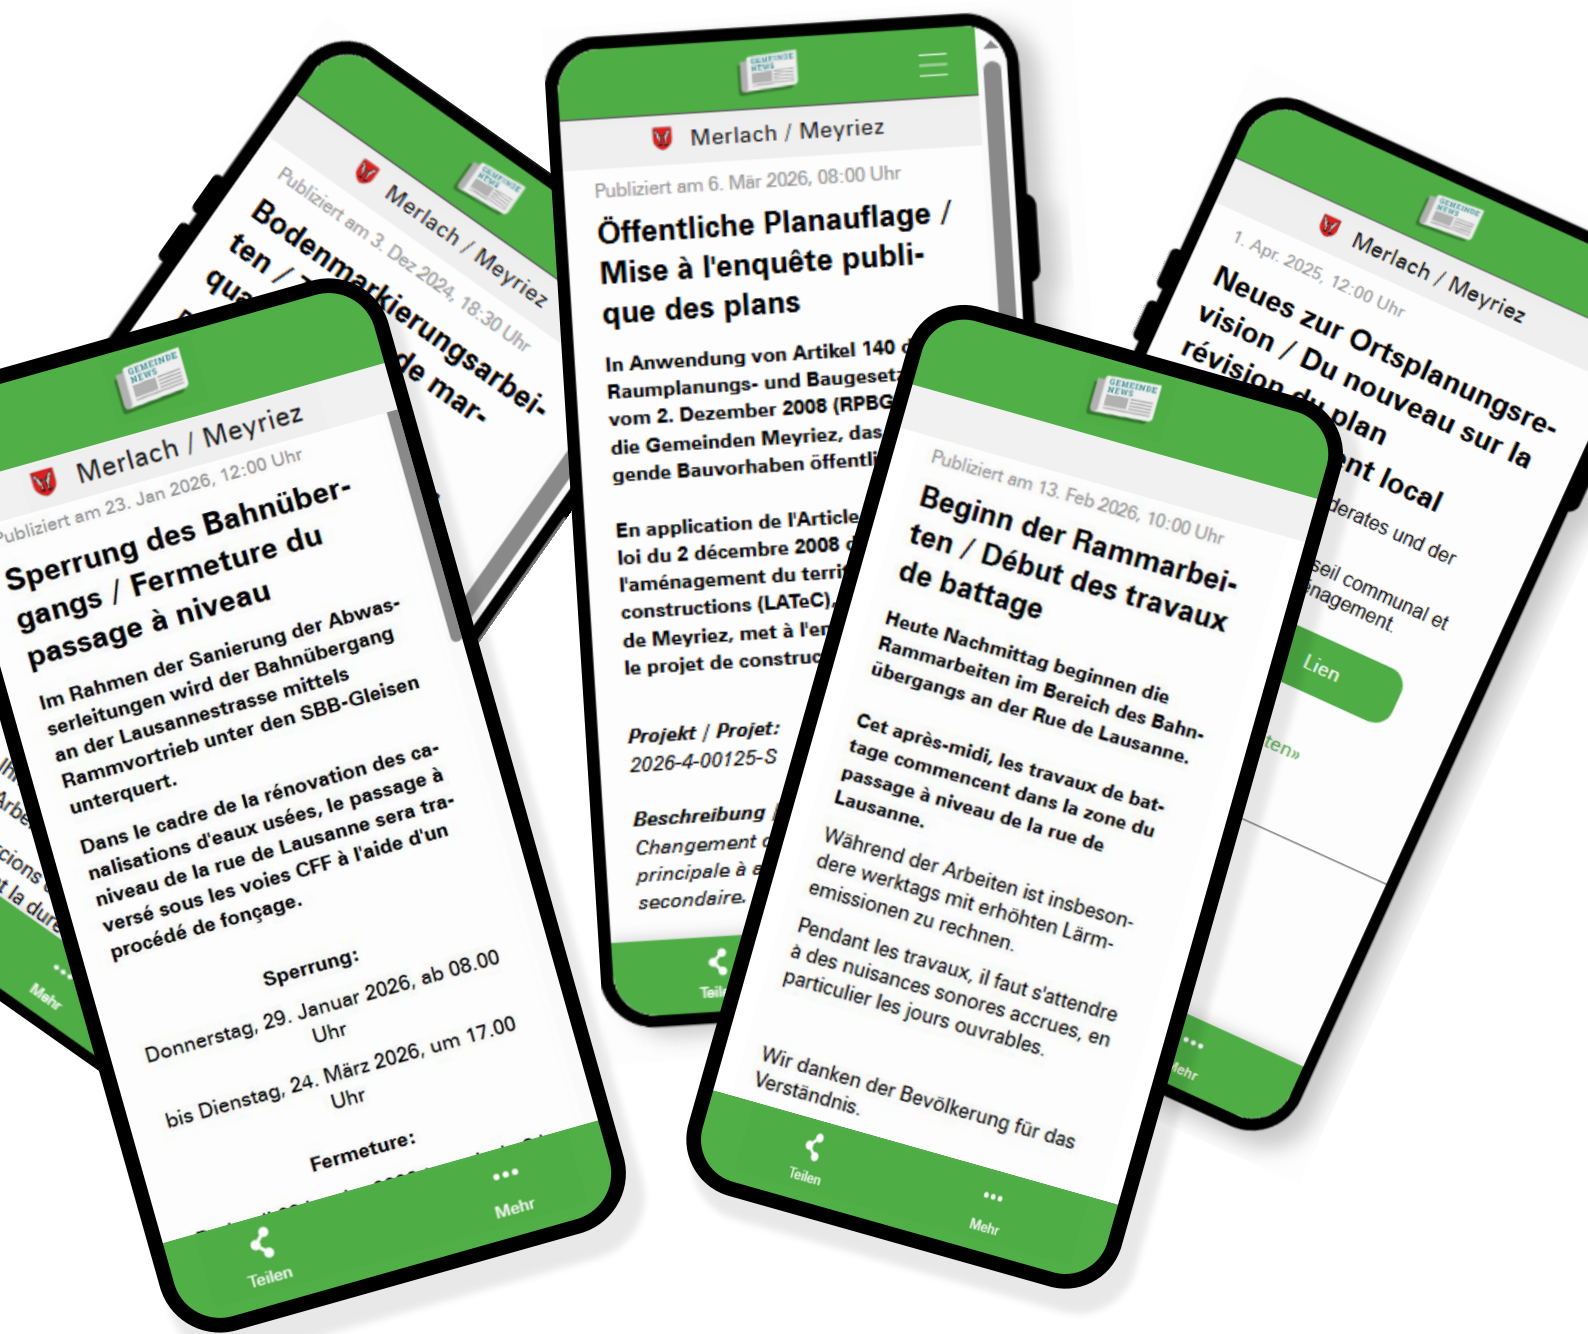 GEMEINDE
NEWS
Merlach / Meyriez
Publiziert am 3. Dez 2024, 18:30 Uhr
Bodenmarkierungsarbei-
ten /
de mar-
Mehr
GEMEINDE
NEWS
Merlach / Meyriez
Publiziert am 23. Jan 2026, 12:00 Uhr
Sperrung des Bahnüber-
gangs / Fermeture du
passage à niveau
Im Rahmen der Sanierung der Abwas-
serleitungen wird der Bahnübergang
an der Lausannestrasse mittels
Rammvortrieb unter den SBB-Gleisen
unterquert.
Dans le cadre de la rénovation des ca-
nalisations d'eaux usées, le passage à
niveau de la rue de Lausanne sera tra-
versé sous les voies CFF à l'aide d'un
procédé de fonçage.
Sperrung:
Donnerstag, 29. Januar 2026, ab 08.00
Uhr
bis Dienstag, 24. März 2026, um 17.00
Uhr
Fermeture:
Teilen
Mehr
GEMEINDE
NEWS
Merlach / Meyriez
Publiziert am 6. Mär 2026, 08:00 Uhr
Öffentliche Planauflage /
Mise à l'enquête publi-
que des plans
In Anwendung von Artikel 140
Raumplanungs- und
vom 2. Dezember 2008 (RPBG
die Gemeinden Meyriez, das
gende Bauvorhaben
En application de l'Article
loi du 2 décembre 2008
l'aménagement du
constructions (LATeC),
de Meyriez, met à
le projet de
Projekt / Projet:
2026-4-00125-S
Beschreibung
Changement
principale à
secondaire.
GEMEINDE
NEWS
Publiziert am 13. Feb 2026, 10:00 Uhr
Beginn der Rammarbei-
ten / Début des travaux
de battage
Heute Nachmittag beginnen die
Rammarbeiten im Bereich des Bahn-
übergangs an der Rue de Lausanne.
Cet après-midi, les travaux de bat-
tage commencent dans la zone du
passage à niveau de la rue de
Lausanne.
Während der Arbeiten ist insbeson-
dere werktags mit erhöhten Lärm-
emissionen zu rechnen.
Pendant les travaux, il faut s'attendre
à des nuisances sonores accrues, en
particulier les jours ouvrables.
Wir danken der Bevölkerung für das
Verständnis.
Teilen
Mehr
GEMEINDE
NEWS
Merlach / Meyriez
1. Apr. 2025, 12:00 Uhr
Neues zur Ortsplanungsre-
vision / Du nouveau sur la
révision du plan
local
und der
communal et
Lien